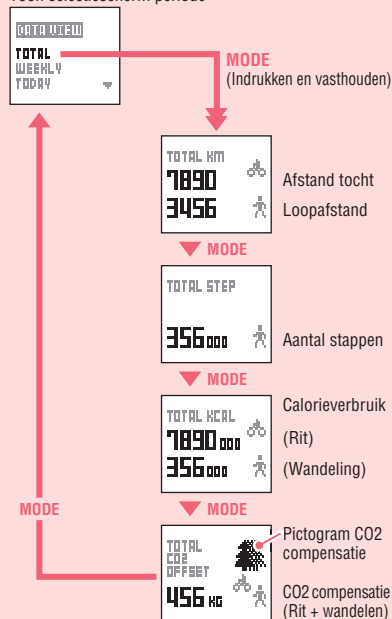 DATA VIEW
TOTAL
WEEKLY
TODAY
MODE
(Indrukken en vasthouden)
TOTAL KM
7890
3456
Afstand tocht
Loopafstand
MODE
TOTAL STEP
356000
Aantal stappen
MODE
TOTAL KCAL
7890000
356000
Calorieverbruik
(Rit)
(Wandeling)
MODE
MODE
TOTAL
CO2
OFFSET
456 KG
Pictogram CO2
compensatie
CO2 compensatie
(Rit + wandelen)